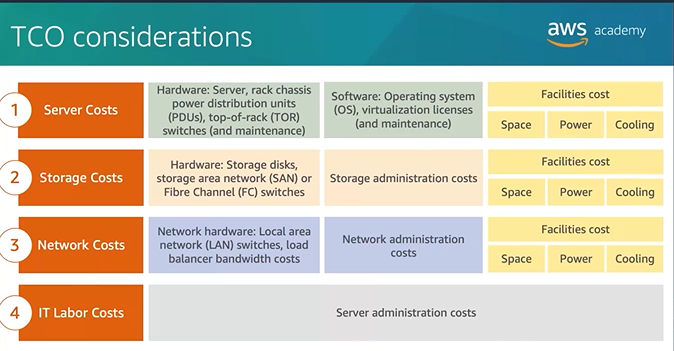 TCO considerations
aws academy
1
Server Costs
Hardware: Server, rack chassis
power distribution units
(PDUs), top-of-rack (TOR)
switches (and maintenance)
Software: Operating system
(OS), virtualization licenses
(and maintenance)
Facilities cost
Space Power Cooling
2
Storage Costs
Hardware: Storage disks,
storage area network (SAN) or
Fibre Channel (FC) switches
Storage administration costs
Facilities cost
Space Power Cooling
3
Network Costs
Network hardware: Local area
network (LAN) switches, load
balancer bandwidth costs
Network administration
costs
Facilities cost
Space Power Cooling
4
IT Labor Costs
Server administration costs